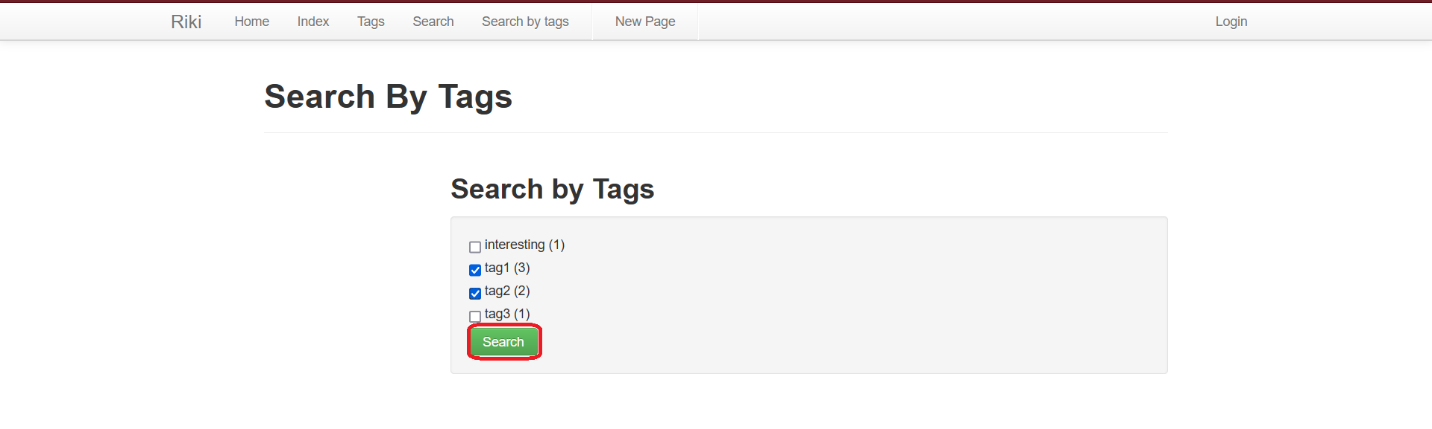 Riki Home Index Tags Search Search by tags New Page Login
Search By Tags
Search by Tags
interesting (1)
tag1 (3)
tag2 (2)
tag3 (1)
Search